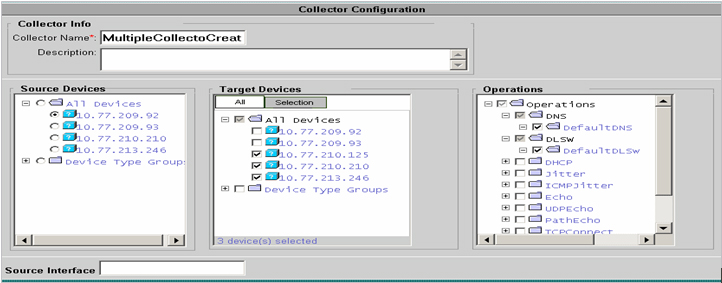 Collector Configuration
Collector Info
Collector Name*: MultipleCollectoCreat
Description:
Source Devices
All Devices
10.77.209.92
10.77.209.93
10.77.210.210
10.77.213.246
Device Type Groups
Target Devices
All Selection
All Devices
10.77.209.92
10.77.209.93
10.77.210.125
10.77.210.210
10.77.213.246
Device Type Groups
3 device(s) selected
Operations
Operations
DNS
DefaultDNS
DLSW
DefaultDLSw
DHCP
Jitter
ICMPJitter
Echo
UDPEcho
PathEcho
TCPConnect
Source Interface